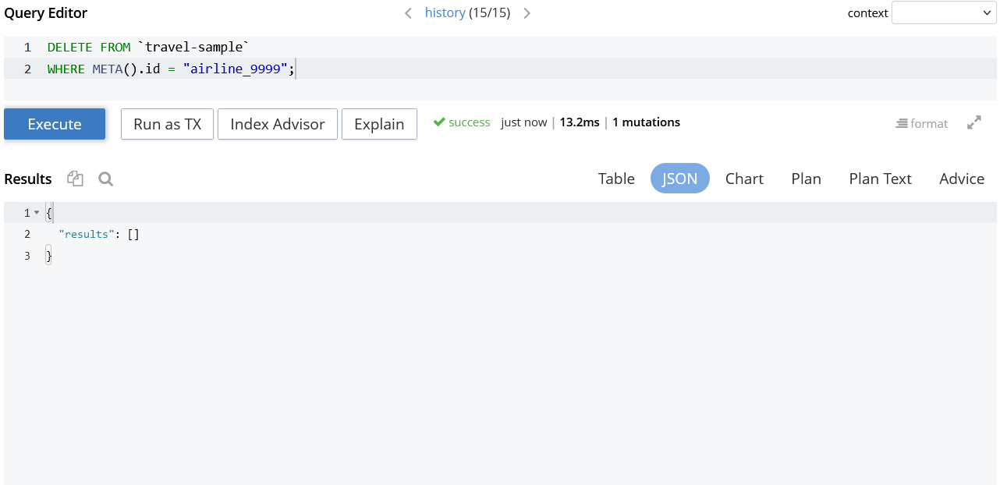 Query Editor
history (15/15)
context
1 DELETE FROM `travel-sample`
2 WHERE META().id = "airline_9999";
Execute
Run as TX
Index Advisor
Explain
success just now | 13.2ms | 1 mutations
format
Results
Table
JSON
Chart
Plan
Plan Text
Advice
1 {
2 "results": []
3 }